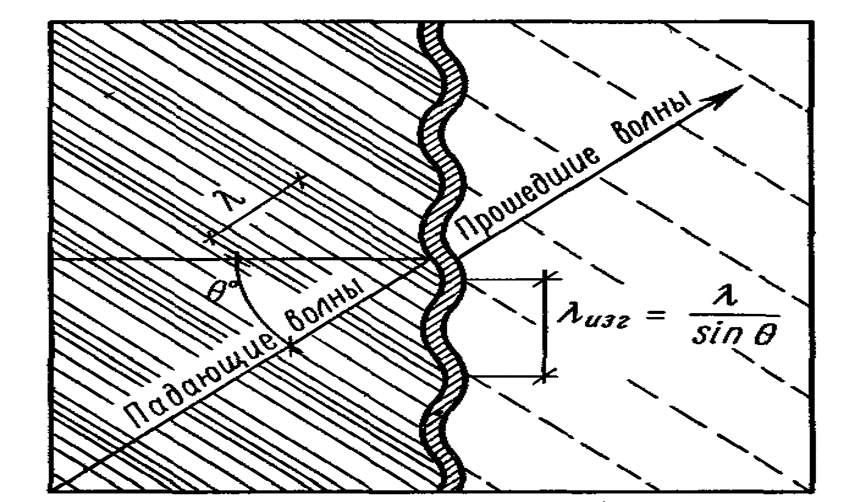 λ
θ°
Падающие волны
Прошедшие волны
λизг = λ / sin θ